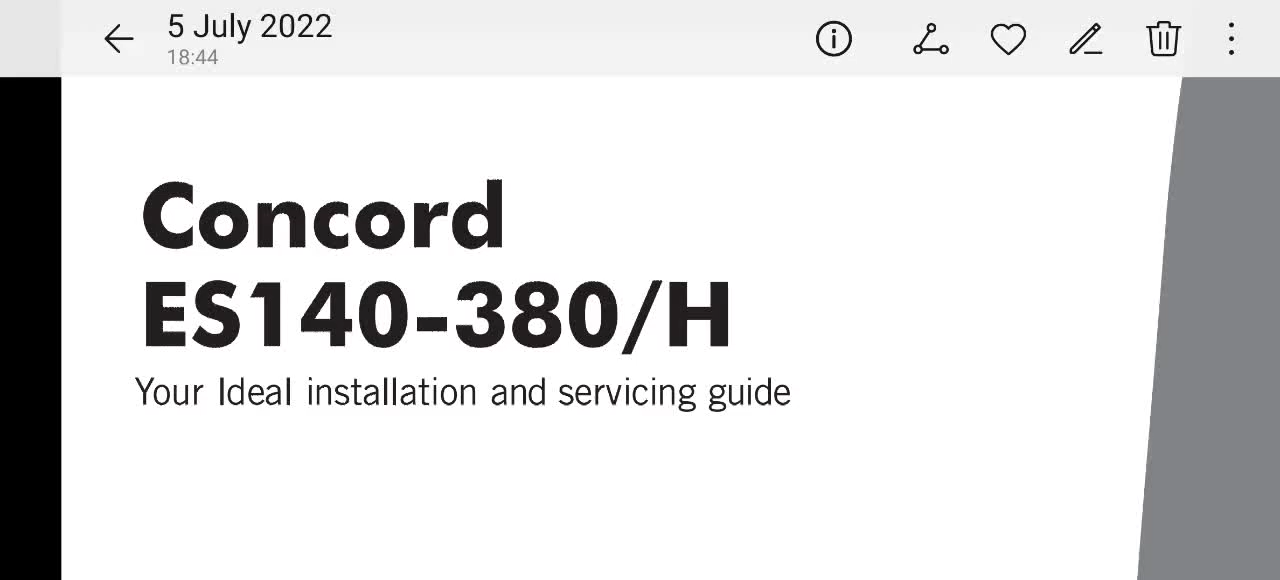 5 July 2022
18:44
Concord
ES140-380/H
Your Ideal installation and servicing guide